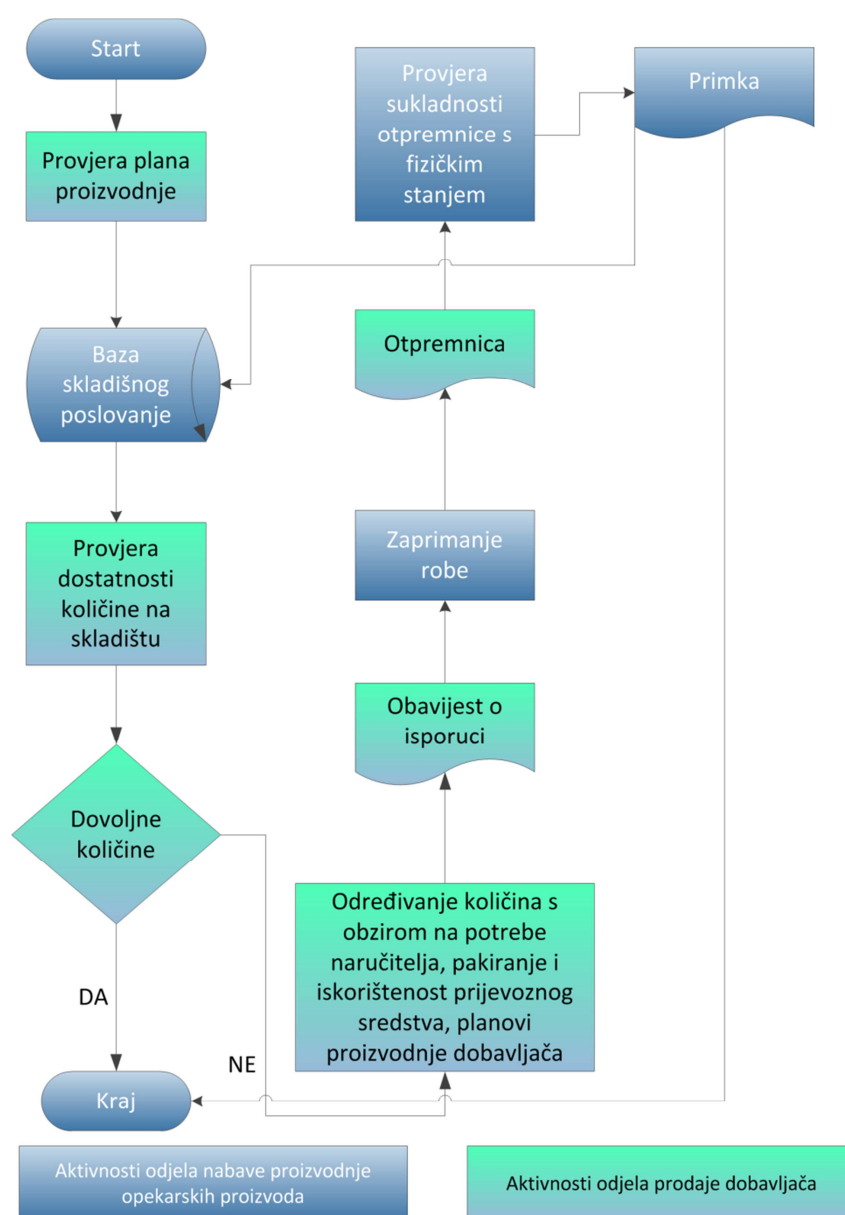 Start
Provjera plana
proizvodnje
Baza
skladišnog
poslovanje
Provjera
dostatnosti
količine na
skladištu
Dovoljne
količine
DA
NE
Kraj
Određivanje količina s
obzirom na potrebe
naručitelja, pakiranje i
iskorištenost prijevoznog
sredstva, planovi
proizvodnje dobavljača
Obavijest o
isporuci
Zaprimanje
robe
Otpremnica
Provjera
sukladnosti
otpremnice s
fizičkim
stanjem
Primka
Aktivnosti odjela nabave proizvodnje
opekarskih proizvoda
Aktivnosti odjela prodaje dobavljača